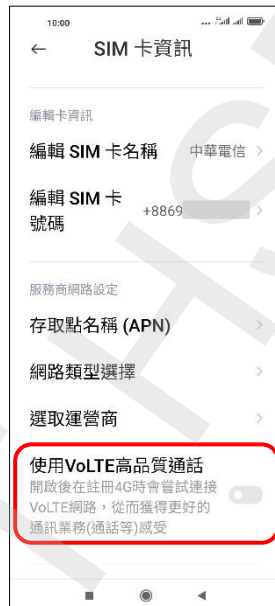 10:00
SIM 卡資訊
編輯卡資訊
編輯 SIM 卡名稱 中華電信
編輯 SIM 卡
號碼 +8869
服務商網路設定
存取點名稱 (APN)
網路類型選擇
選取運營商
使用VoLTE高品質通話
開啟後在註冊4G時會嘗試連接
VoLTE網路，從而獲得更好的
通訊業務(通話等)感受